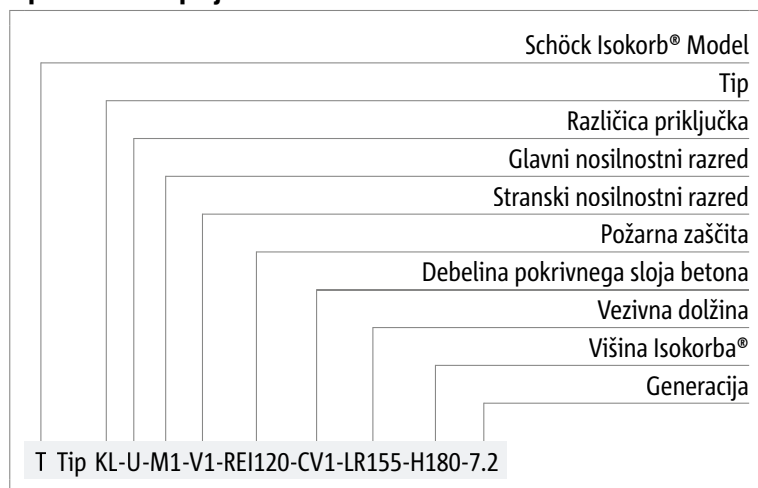 Schöck Isokorb® Model
Tip
Različica priključka
Glavni nosilnostni razred
Stranski nosilnostni razred
Požarna zaščita
Debelina pokrivnega sloja betona
Vezivna dolžina
Višina Isokorba®
Generacija
T Tip KL-U-M1-V1-REI120-CV1-LR155-H180-7.2